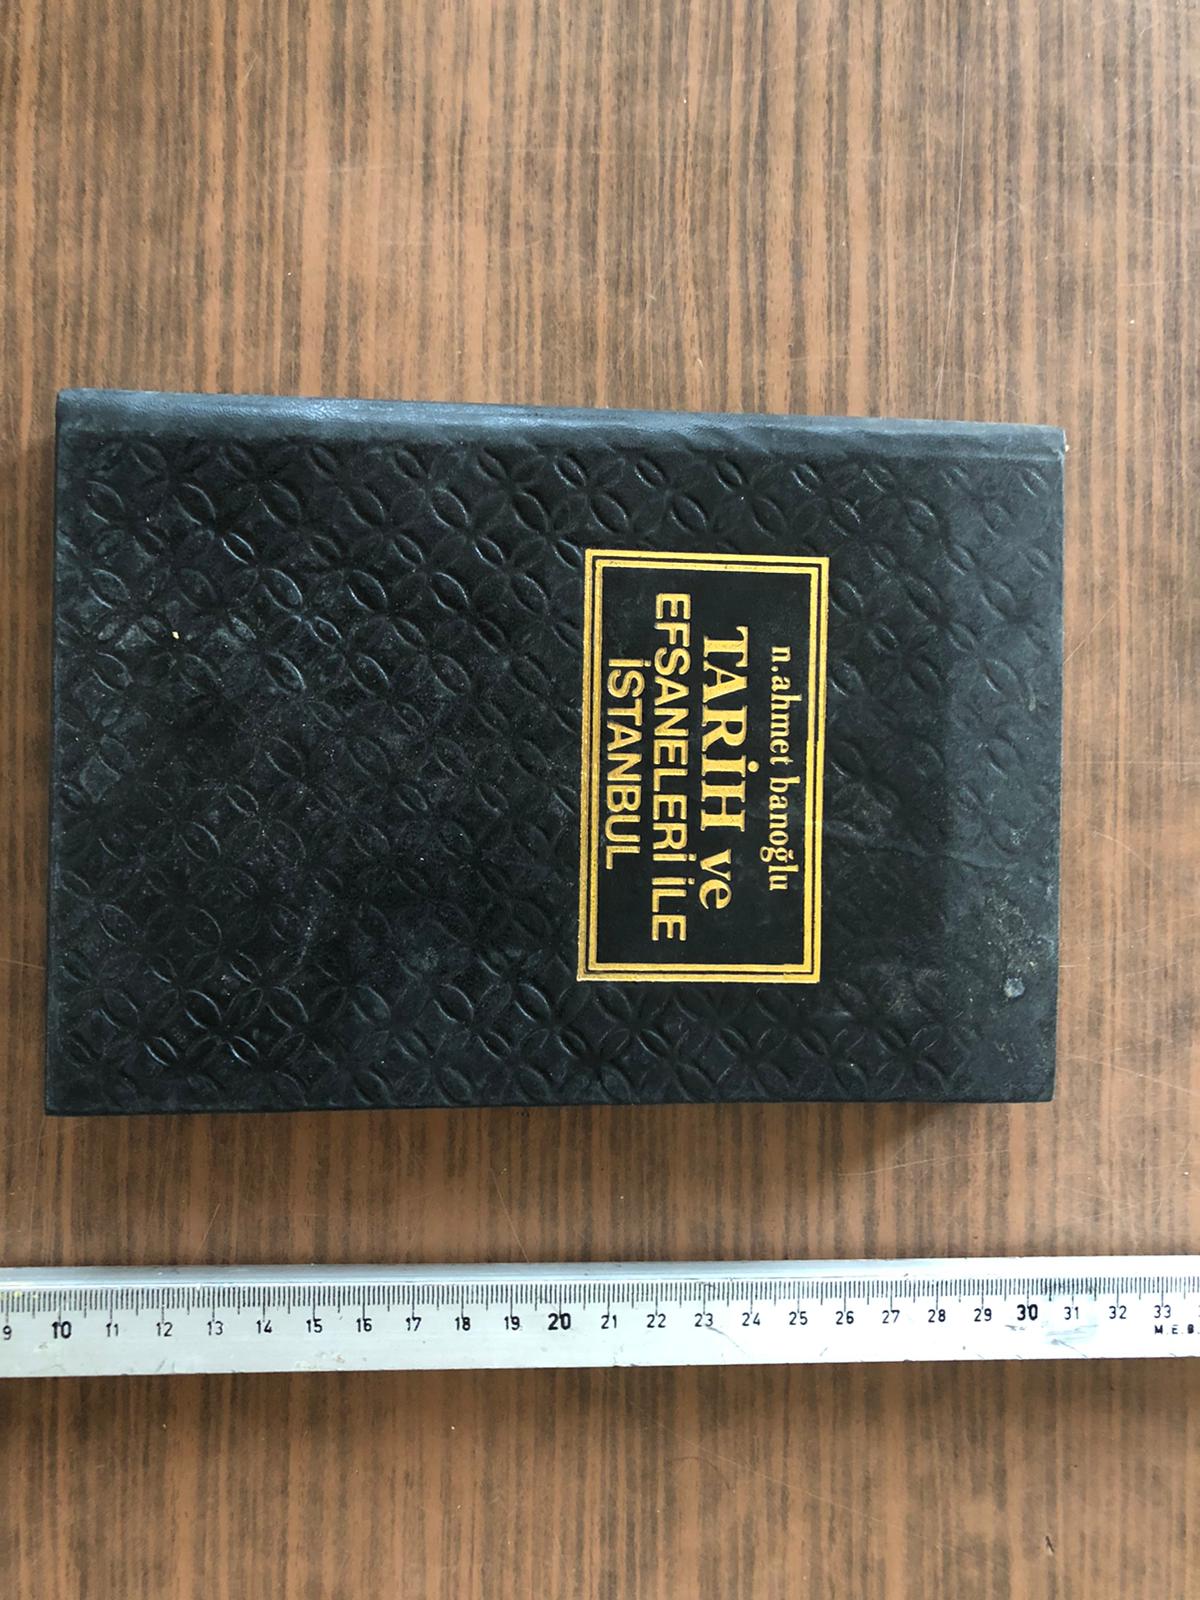 n.ahmet banoğlu
TARİH ve
EFSANELERİ İLE
İSTANBUL
9 10 11 12 13 14 15 16 17 18 19 20 21 22 23 24 25 26 27 28 29 30 31 32 33
M.E.B.